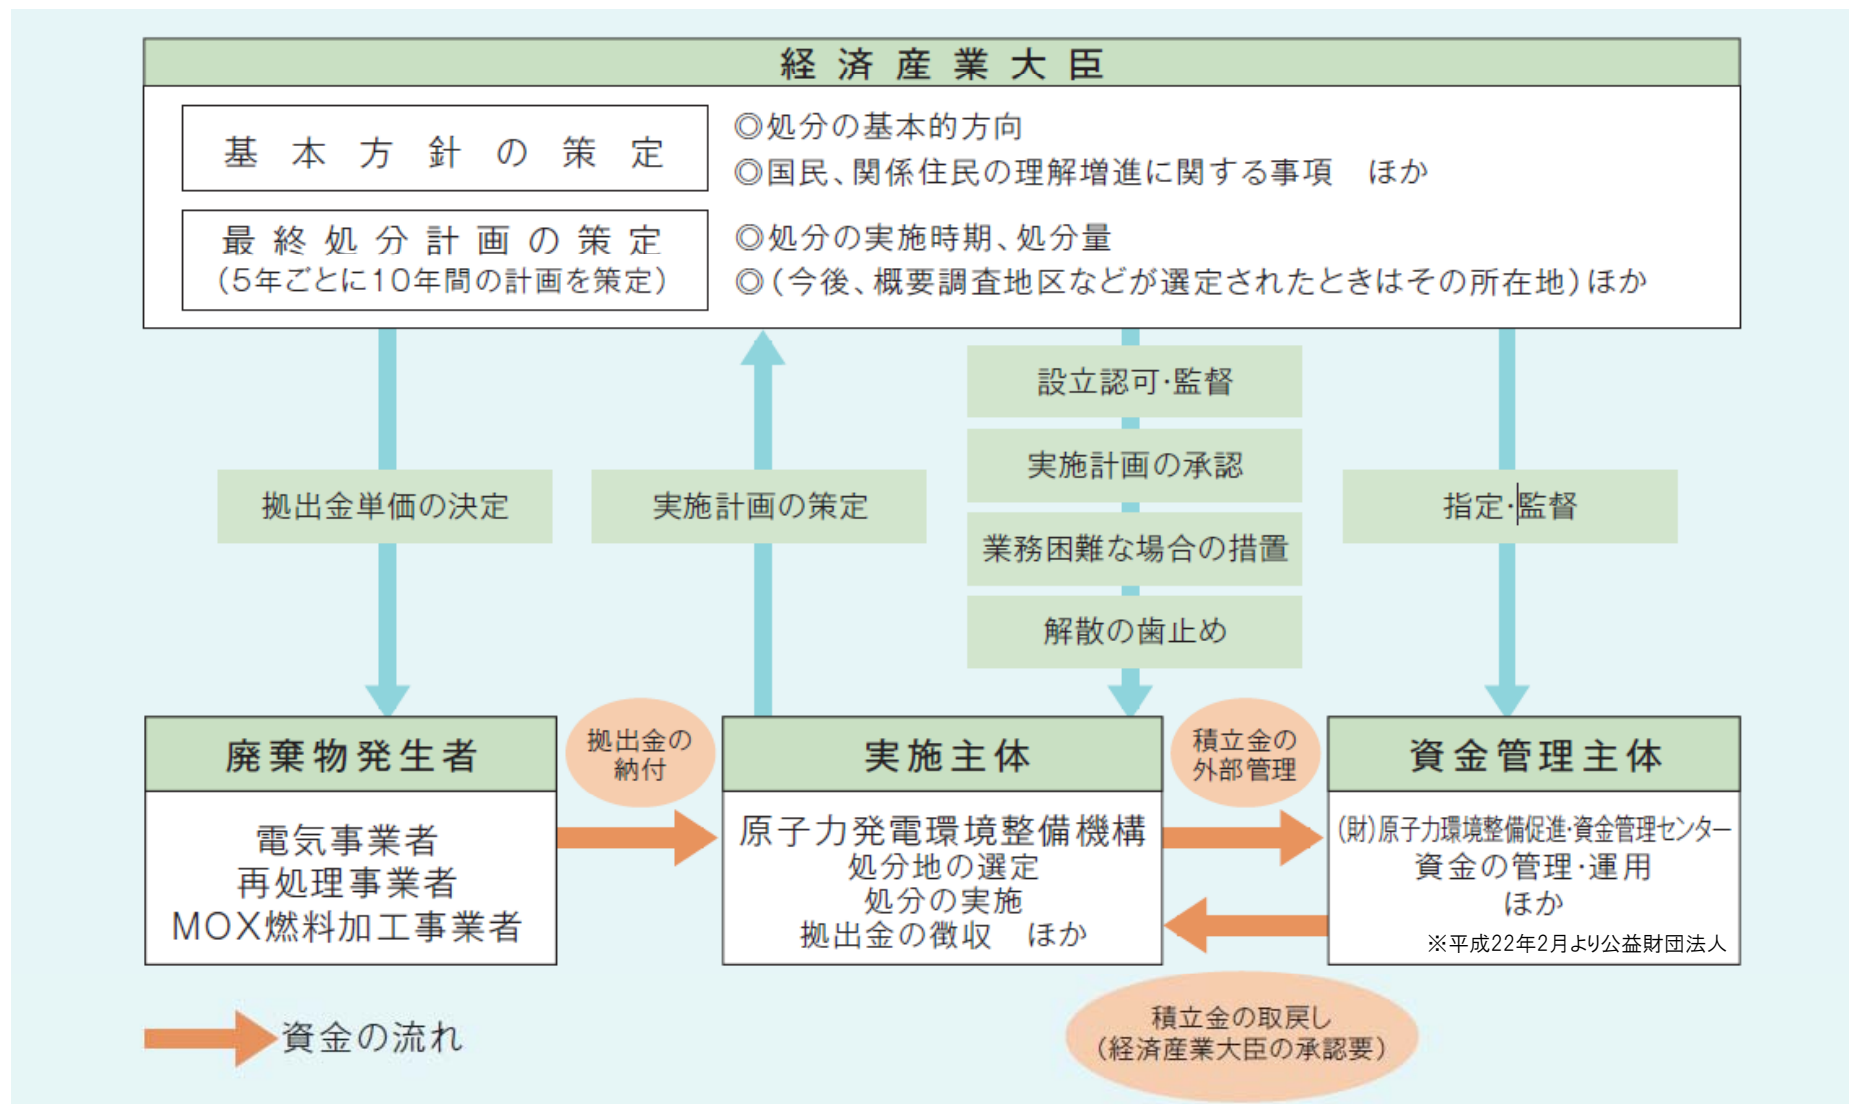 経済産業大臣
基本方針の策定
◎処分の基本的方向
◎国民、関係住民の理解増進に関する事項　ほか
最終処分計画の策定
(5年ごとに10年間の計画を策定)
◎処分の実施時期、処分量
◎(今後、概要調査地区などが選定されたときはその所在地)ほか
拠出金単価の決定
実施計画の策定
設立認可・監督
実施計画の承認
業務困難な場合の措置
解散の歯止め
指定・監督
廃棄物発生者
電気事業者
再処理事業者
MOX燃料加工事業者
拠出金の
納付
実施主体
原子力発電環境整備機構
処分地の選定
処分の実施
拠出金の徴収　ほか
積立金の
外部管理
資金管理主体
(財)原子力環境整備促進・資金管理センター
資金の管理・運用
ほか
※平成22年2月より公益財団法人
積立金の取戻し
(経済産業大臣の承認要)
資金の流れ